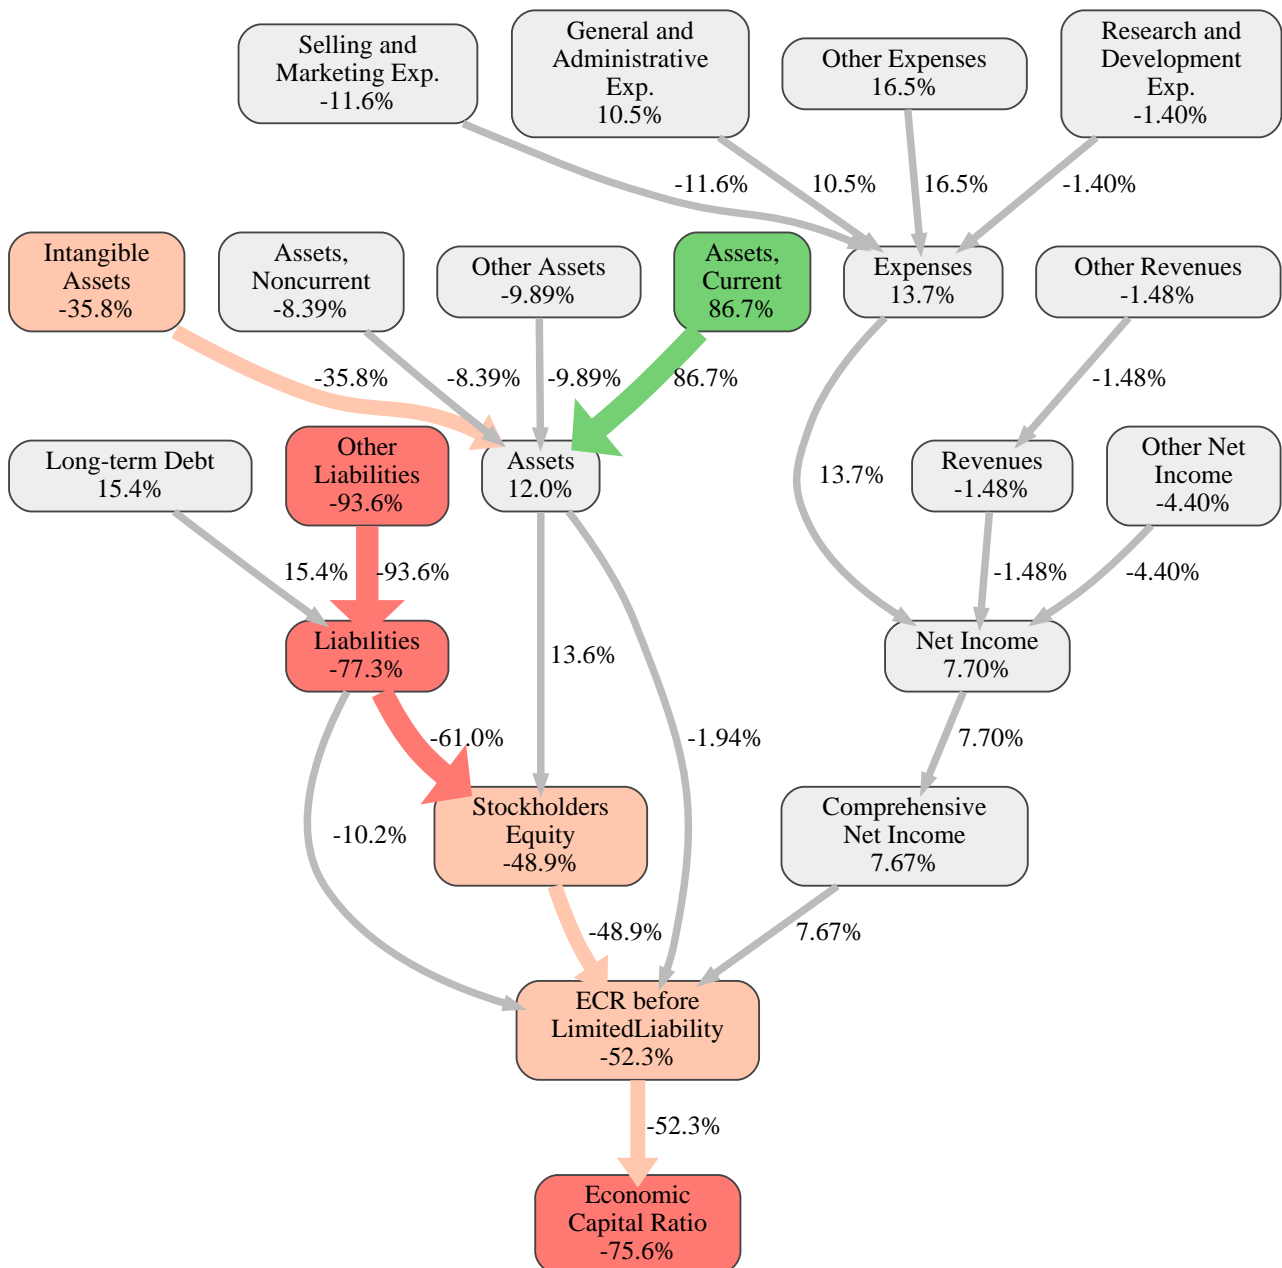 Selling and
Marketing Exp.
-11.6%
General and
Administrative
Exp.
10.5%
Other Expenses
16.5%
Research and
Development
Exp.
-1.40%
-11.6%
10.5%
16.5%
-1.40%
Intangible
Assets
-35.8%
Assets,
Noncurrent
-8.39%
Other Assets
-9.89%
Assets,
Current
86.7%
Expenses
13.7%
Other Revenues
-1.48%
-35.8%
-8.39%
-9.89%
86.7%
-1.48%
Long-term Debt
15.4%
Other
Liabilities
-93.6%
Assets
12.0%
13.7%
Revenues
-1.48%
Other Net
Income
-4.40%
15.4%
-93.6%
-1.48%
-4.40%
Liabilities
-77.3%
13.6%
Net Income
7.70%
-61.0%
-1.94%
7.70%
-10.2%
Stockholders
Equity
-48.9%
Comprehensive
Net Income
7.67%
-48.9%
7.67%
ECR before
LimitedLiability
-52.3%
-52.3%
Economic
Capital Ratio
-75.6%